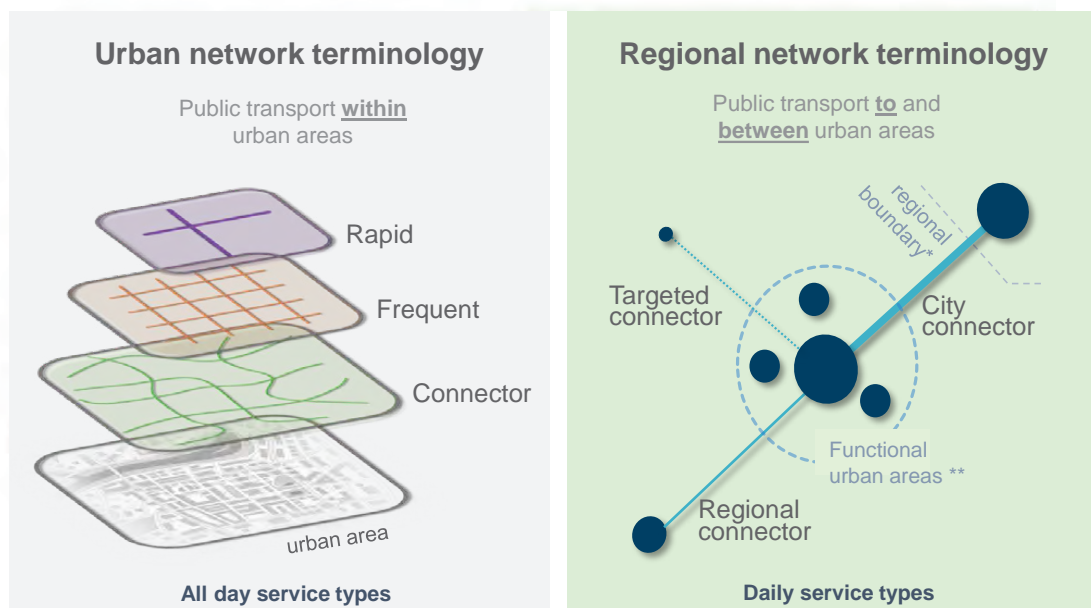 Urban network terminology
Public transport within
urban areas
Rapid
Frequent
Connector
urban area
All day service types
Regional network terminology
Public transport to and
between urban areas
regional
boundary*
Targeted
connector
City
connector
Functional
urban areas **
Regional
connector
Daily service types